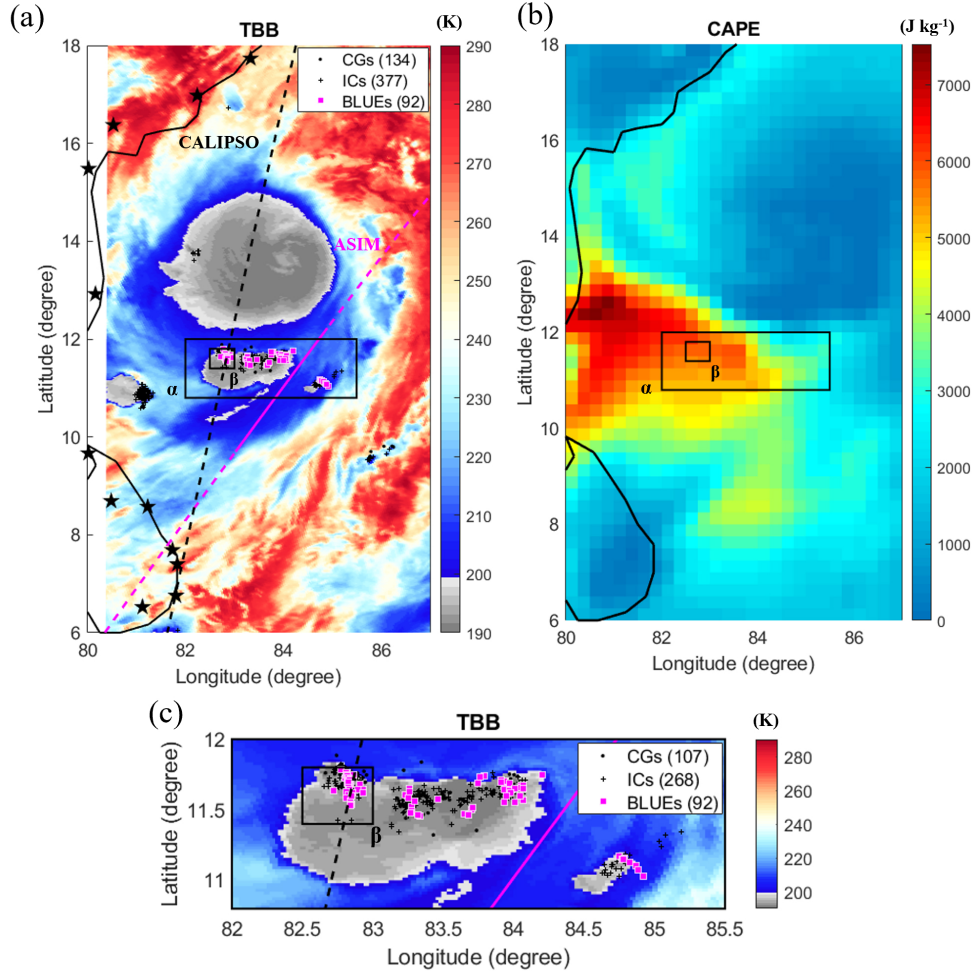 (a)
TBB
(K)
CGs (134)
ICs (377)
BLUEs (92)
CALIPSO
ASIM
α
β
18
16
14
12
10
8
6
Latitude (degree)
80
82
84
86
Longitude (degree)
290
280
270
260
250
240
230
220
210
200
190
(b)
CAPE
(J kg⁻¹)
18
16
14
12
10
8
6
Latitude (degree)
α
β
80
82
84
86
Longitude (degree)
7000
6000
5000
4000
3000
2000
1000
0
(c)
TBB
(K)
CGs (107)
ICs (268)
BLUEs (92)
β
12
11.5
11
Latitude (degree)
82
82.5
83
83.5
84
84.5
85
85.5
Longitude (degree)
280
260
240
220
200